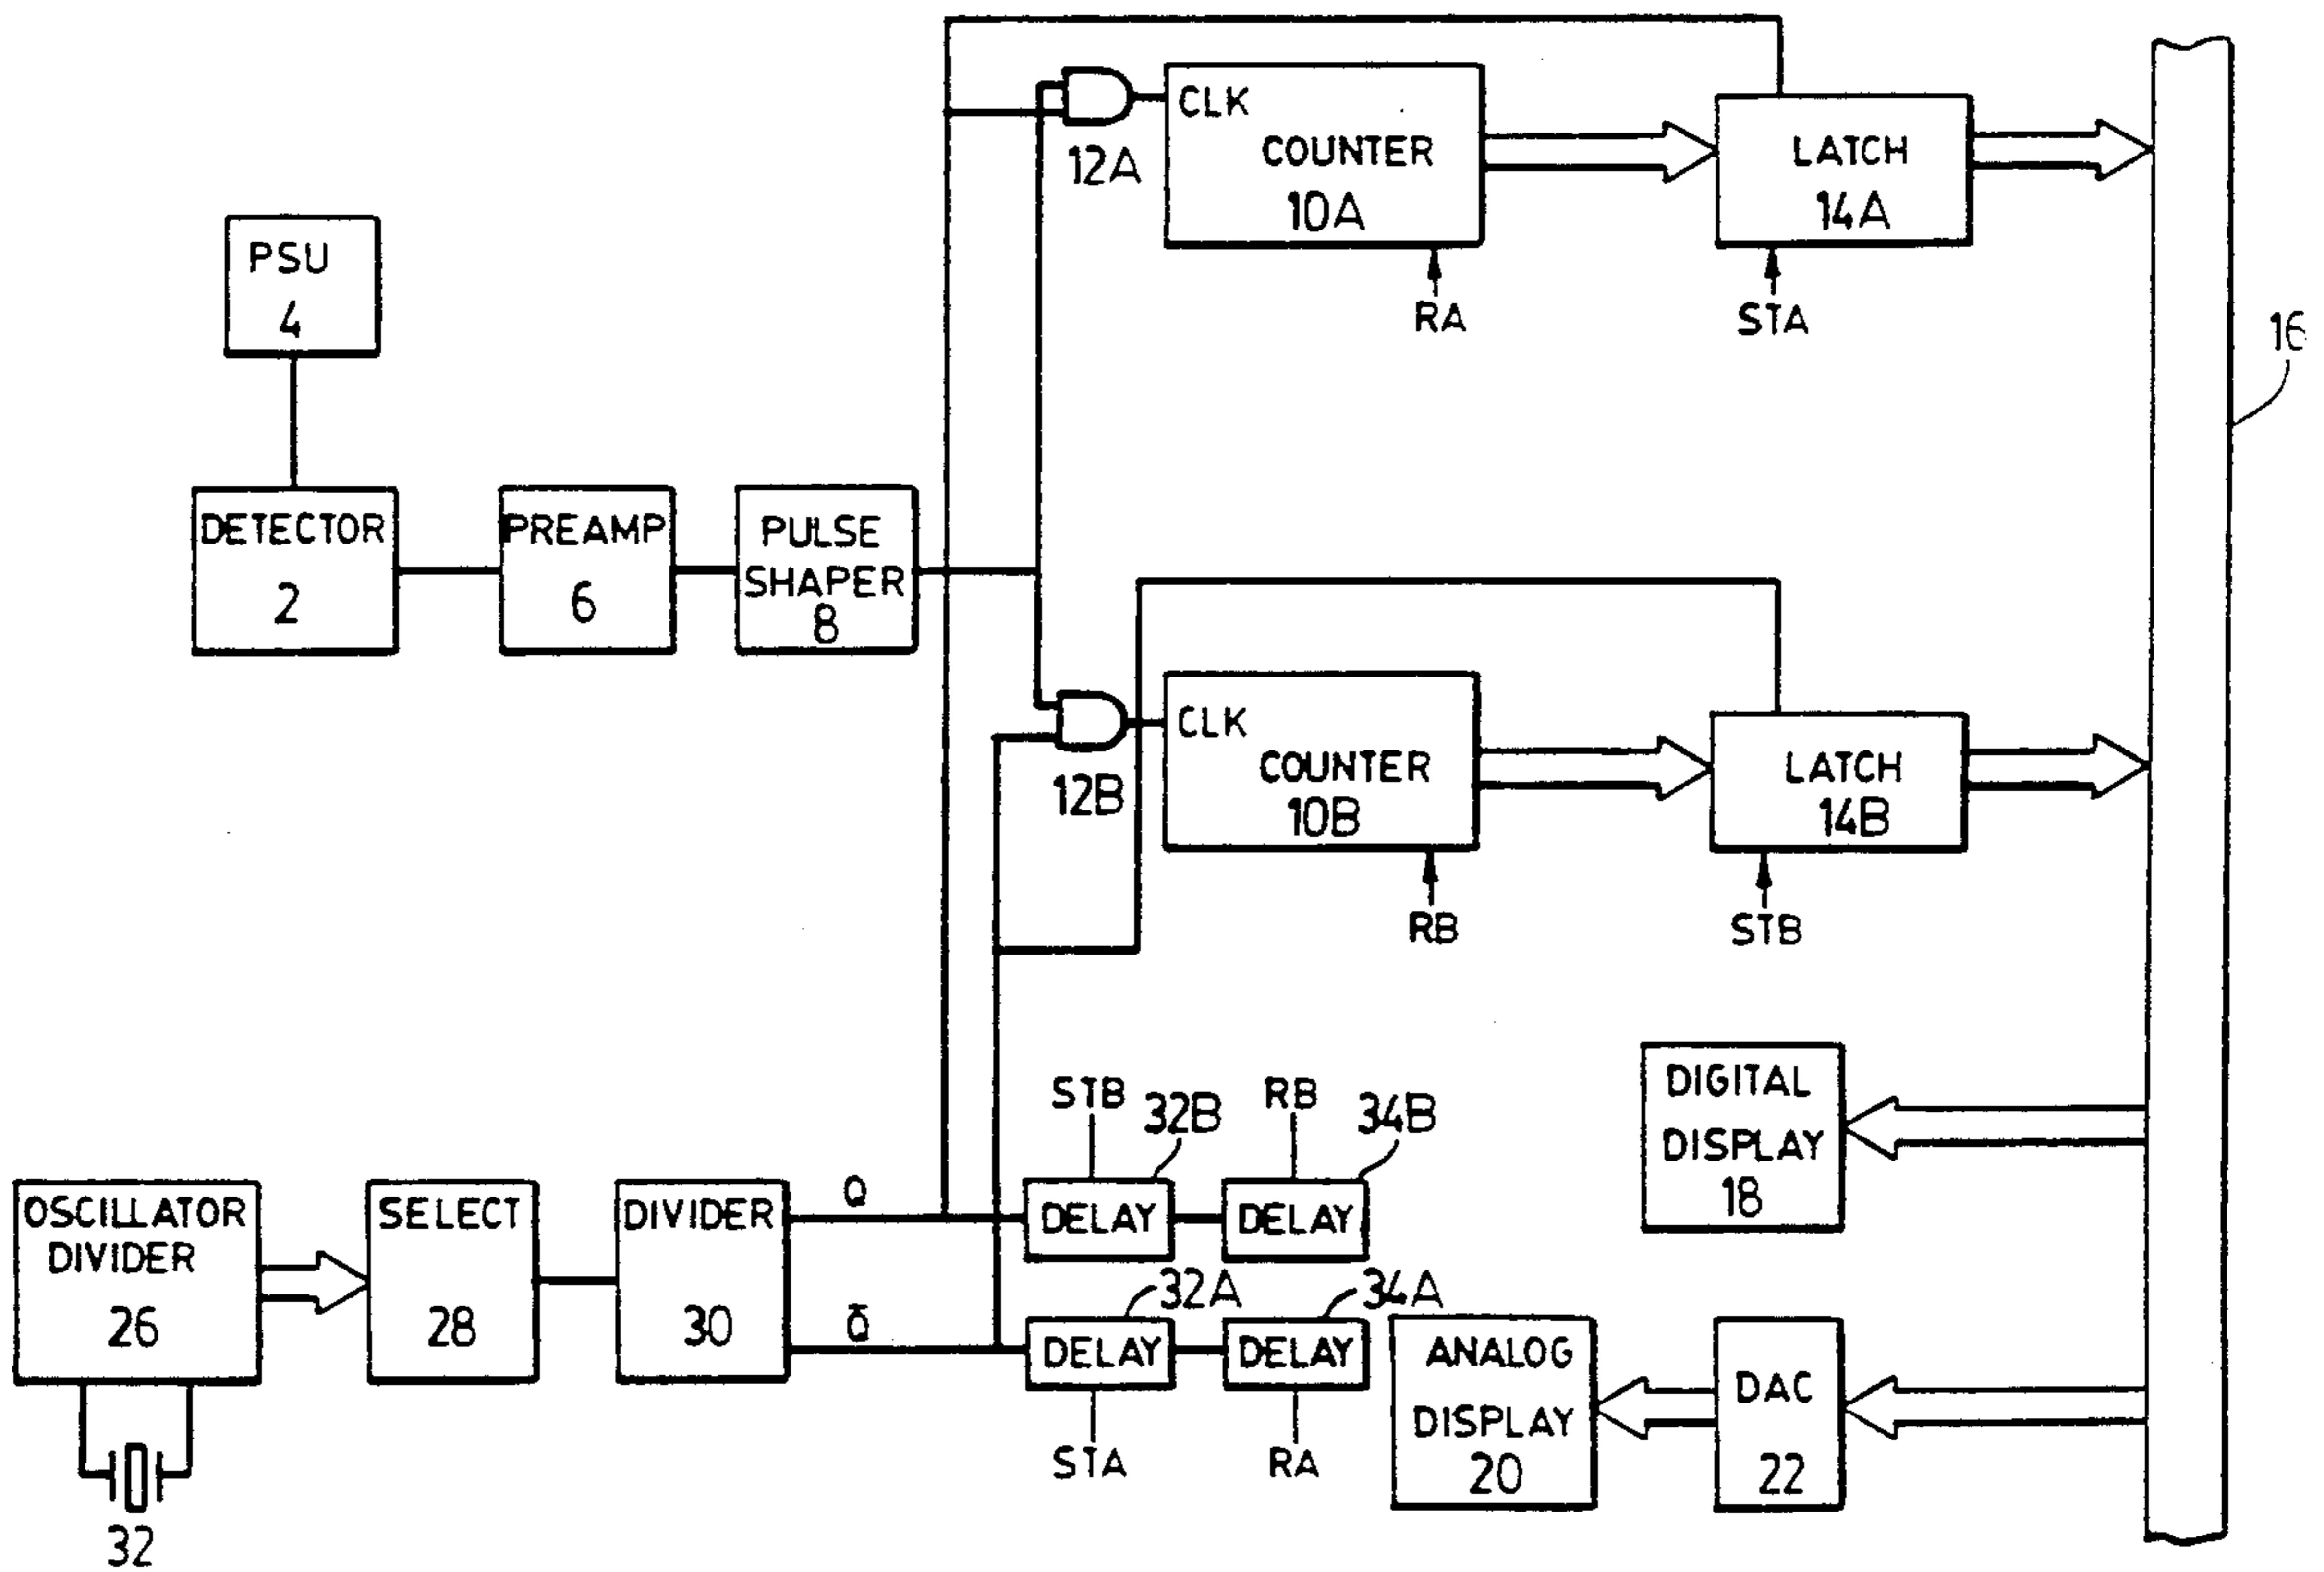 CLK
COUNTER
10A
12A
LATCH
14A
RA
STA
PSU
4
16
DETECTOR
2
PREAMP
6
PULSE
SHAPER
8
CLK
COUNTER
10B
12B
LATCH
14B
RB
STB
DIGITAL
DISPLAY
18
STB
32B
RB
34B
OSCILLATOR
DIVIDER
26
SELECT
28
DIVIDER
30
Q
DELAY
DELAY
Q̄
32A
34A
DELAY
DELAY
STA
RA
ANALOG
DISPLAY
20
DAC
22
32